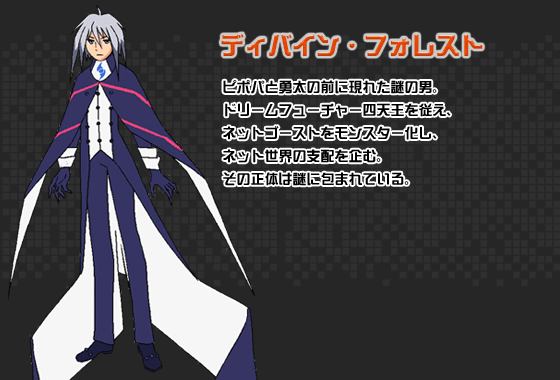 ディバイン・フォレスト
ピポパと勇太の前に現れた謎の男。
ドリームフューチャー四天王を従え、
ネットゴーストをモンスター化し、
ネット世界の支配を企む。
その正体は謎に包まれている。